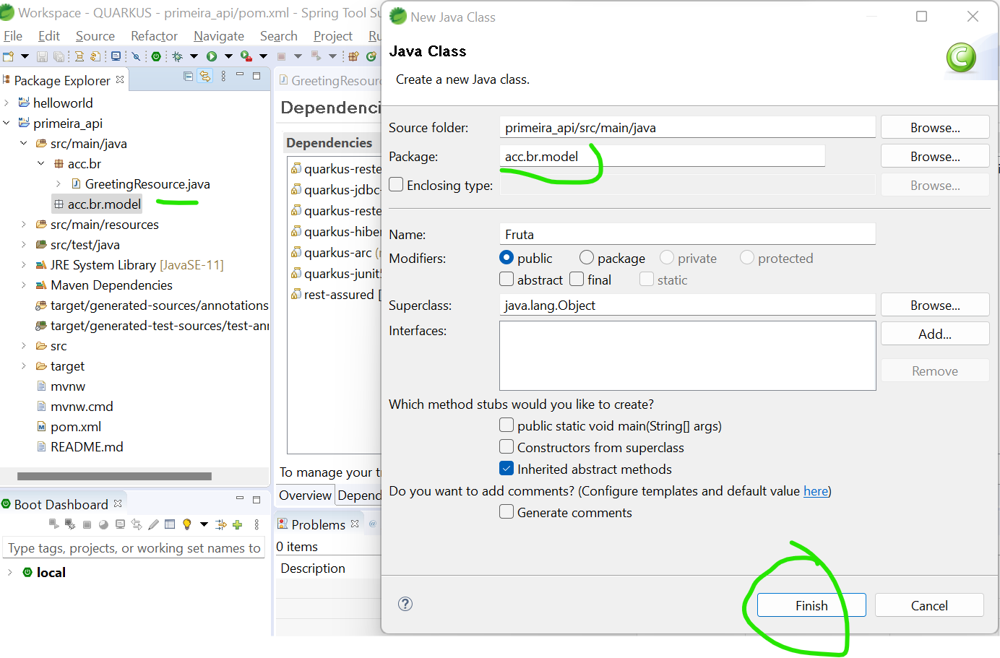 Workspace - QUARKUS - primeira_api/pom.xml - Spring Tool Su
File Edit Source Refactor Navigate Search Project Ru
Package Explorer
helloworld
primeira_api
src/main/java
acc.br
GreetingResource.java
acc.br.model
src/main/resources
src/test/java
JRE System Library [JavaSE-11]
Maven Dependencies
target/generated-sources/annotations
target/generated-test-sources/test-ann
src
target
mvnw
mvnw.cmd
pom.xml
README.md
Boot Dashboard
Type tags, projects, or working set names to
local
GreetingResour
Dependenci
Dependencies
quarkus-reste
quarkus-jdbc-
quarkus-reste
quarkus-hiber
quarkus-arc (
quarkus-junit5
rest-assured [
To manage your t
Overview Depend
Problems @
0 items
Description
New Java Class
Java Class
Create a new Java class.
Source folder: primeira_api/src/main/java Browse...
Package: acc.br.model Browse...
Enclosing type: Browse...
Name: Fruta
Modifiers: public package private protected
abstract final static
Superclass: java.lang.Object Browse...
Interfaces: Add...
Remove
Which method stubs would you like to create?
public static void main(String[] args)
Constructors from superclass
Inherited abstract methods
Do you want to add comments? (Configure templates and default value here)
Generate comments
? Finish Cancel